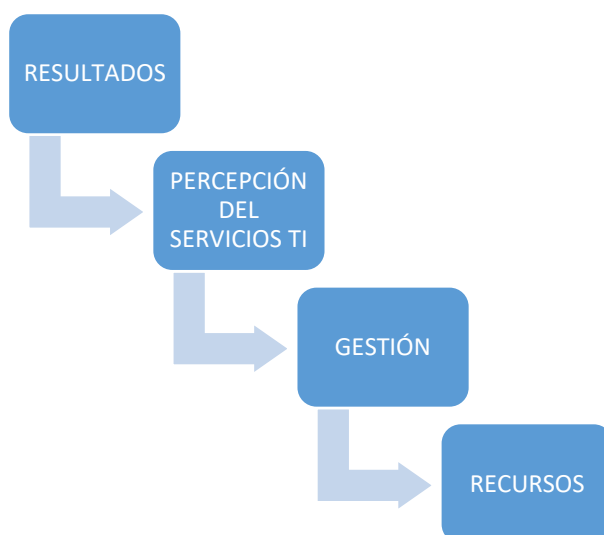 RESULTADOS
PERCEPCIÓN
DEL
SERVICIOS TI
GESTIÓN
RECURSOS